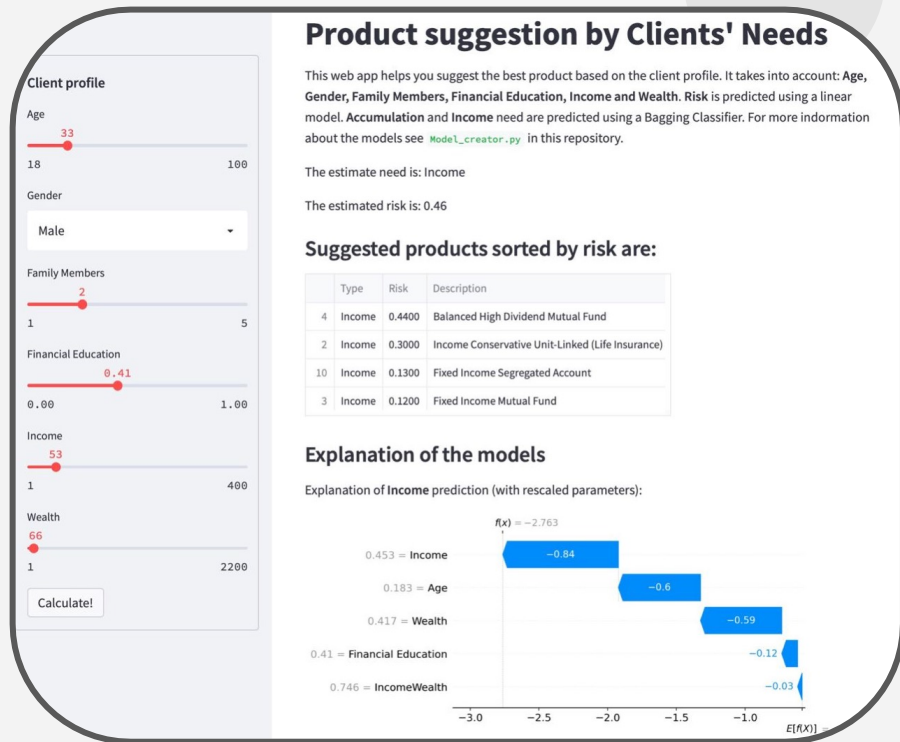 Client profile
Age
33
18 100
Gender
Male
Family Members
2
1 5
Financial Education
0.41
0.00 1.00
Income
53
1 400
Wealth
66
1 2200
Calculate!
Product suggestion by Clients' Needs
This web app helps you suggest the best product based on the client profile. It takes into account: Age,
Gender, Family Members, Financial Education, Income and Wealth. Risk is predicted using a linear
model. Accumulation and Income need are predicted using a Bagging Classifier. For more indormation
about the models see Model_creator.py in this repository.
The estimate need is: Income
The estimated risk is: 0.46
Suggested products sorted by risk are:
Type Risk Description
4 Income 0.4400 Balanced High Dividend Mutual Fund
2 Income 0.3000 Income Conservative Unit-Linked (Life Insurance)
10 Income 0.1300 Fixed Income Segregated Account
3 Income 0.1200 Fixed Income Mutual Fund
Explanation of the models
Explanation of Income prediction (with rescaled parameters):
f(x) = −2.763
0.453 = Income −0.84
0.183 = Age −0.6
0.417 = Wealth −0.59
0.41 = Financial Education −0.12
0.746 = IncomeWealth −0.03
−3.0 −2.5 −2.0 −1.5 −1.0
E[f(X)] =